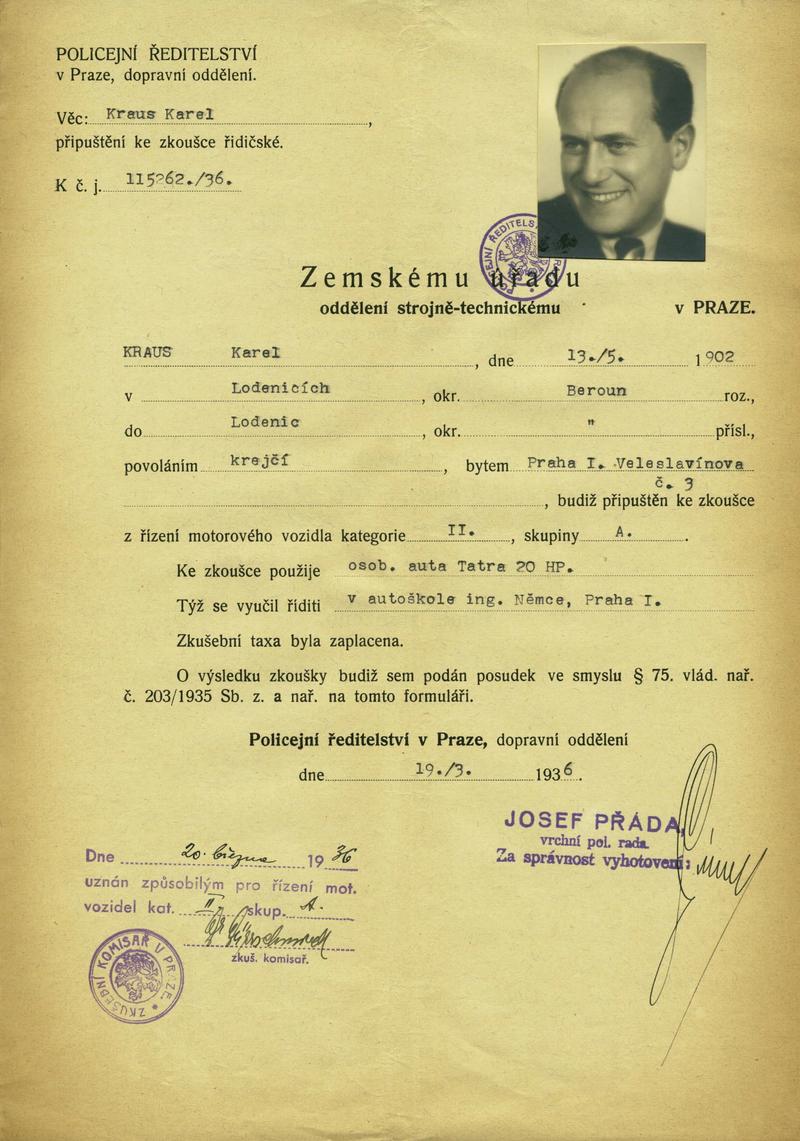 POLICEJNÍ ŘEDITELSTVÍ
v Praze, dopravní oddělení.
Věc: Kraus Karel,
připuštění ke zkoušce řidičské.
K č. j. 115262./36.
Zemskému úřadu
oddělení strojně-technickému v PRAZE.
KRAUS Karel, dne 13./5. 1902
v Lodenicích, okr. Beroun roz.,
do Lodenic, okr. " přísl.,
povoláním krejčí, bytem Praha I. Veleslavínova
č. 3
, budiž připuštěn ke zkoušce
z řízení motorového vozidla kategorie II., skupiny A.
Ke zkoušce použije osob. auta Tatra 20 HP.
Týž se vyučil říditi v autoškole ing. Němce, Praha I.
Zkušební taxa byla zaplacena.
O výsledku zkoušky budiž sem podán posudek ve smyslu § 75. vlád. nař.
č. 203/1935 Sb. z. a nař. na tomto formuláři.
Policejní ředitelství v Praze, dopravní oddělení
dne 19./3. 1936.
JOSEF PŘÁDA,
vrchní pol. rada.
Za správnost vyhotovení:
Dne 20. března 1936
uznán způsobilým pro řízení mot.
vozidel kat. II, skup. A.
zkuš. komisař.
ZKUŠEBNÍ KOMISAŘ V PRAZE